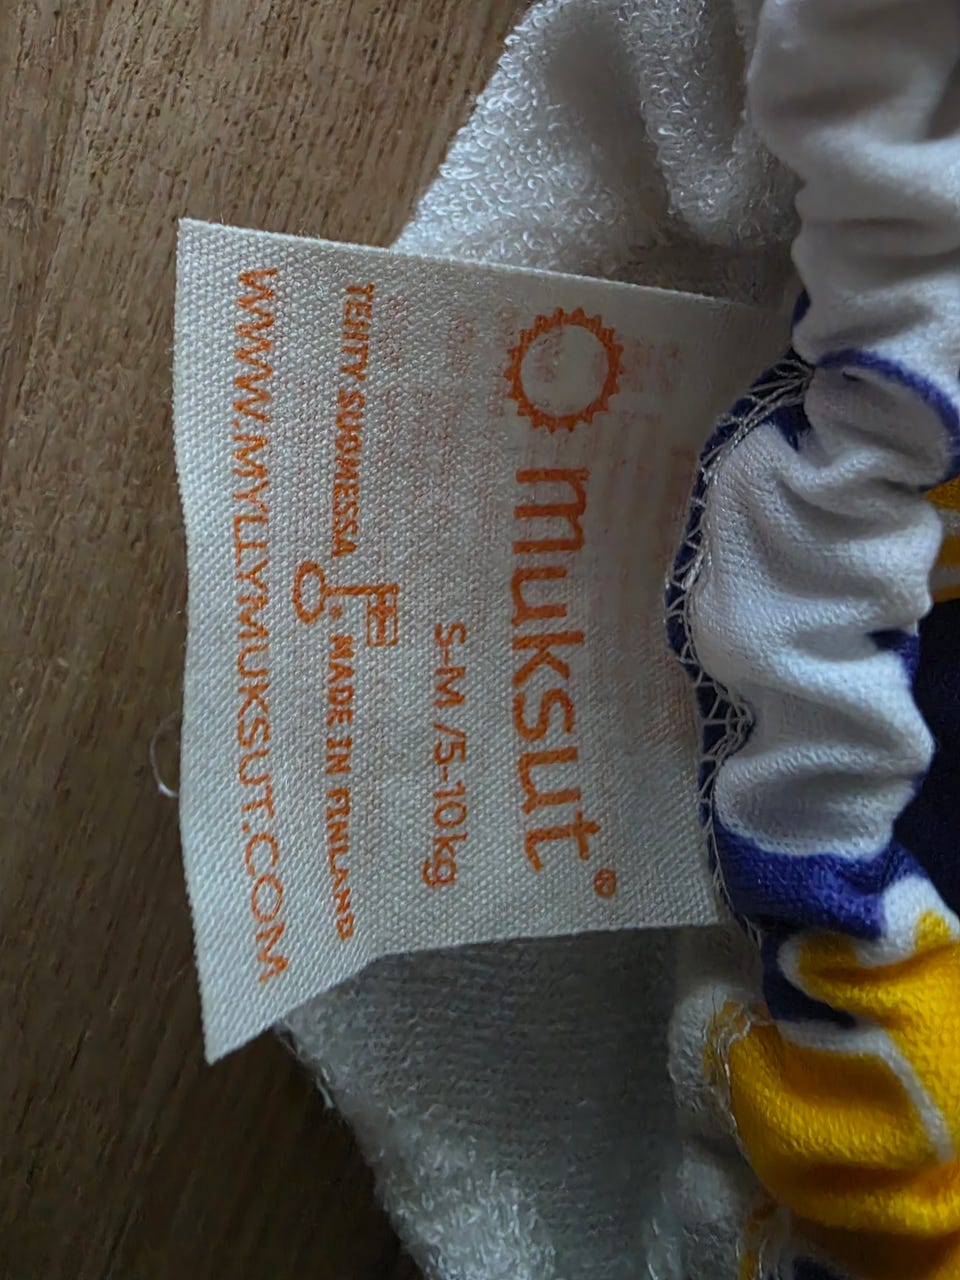 muksut®
S-M /5-10kg
TEHTY SUOMESSA · MADE IN FINLAND
WWW.MYLLYMUKSUT.COM